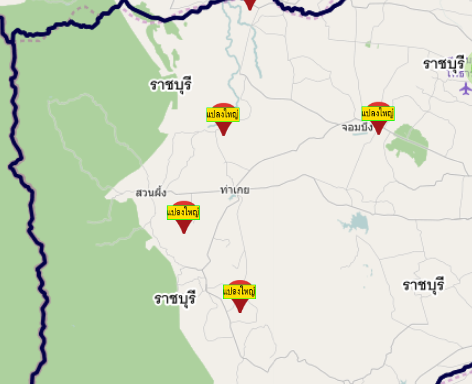 ราชบุรี
ราชบุรี
แปลงใหญ่
แปลงใหญ่
จอมบึง
สวนผึ้ง
ท่าเคย
แปลงใหญ่
ราชบุรี
แปลงใหญ่
ราชบุรี